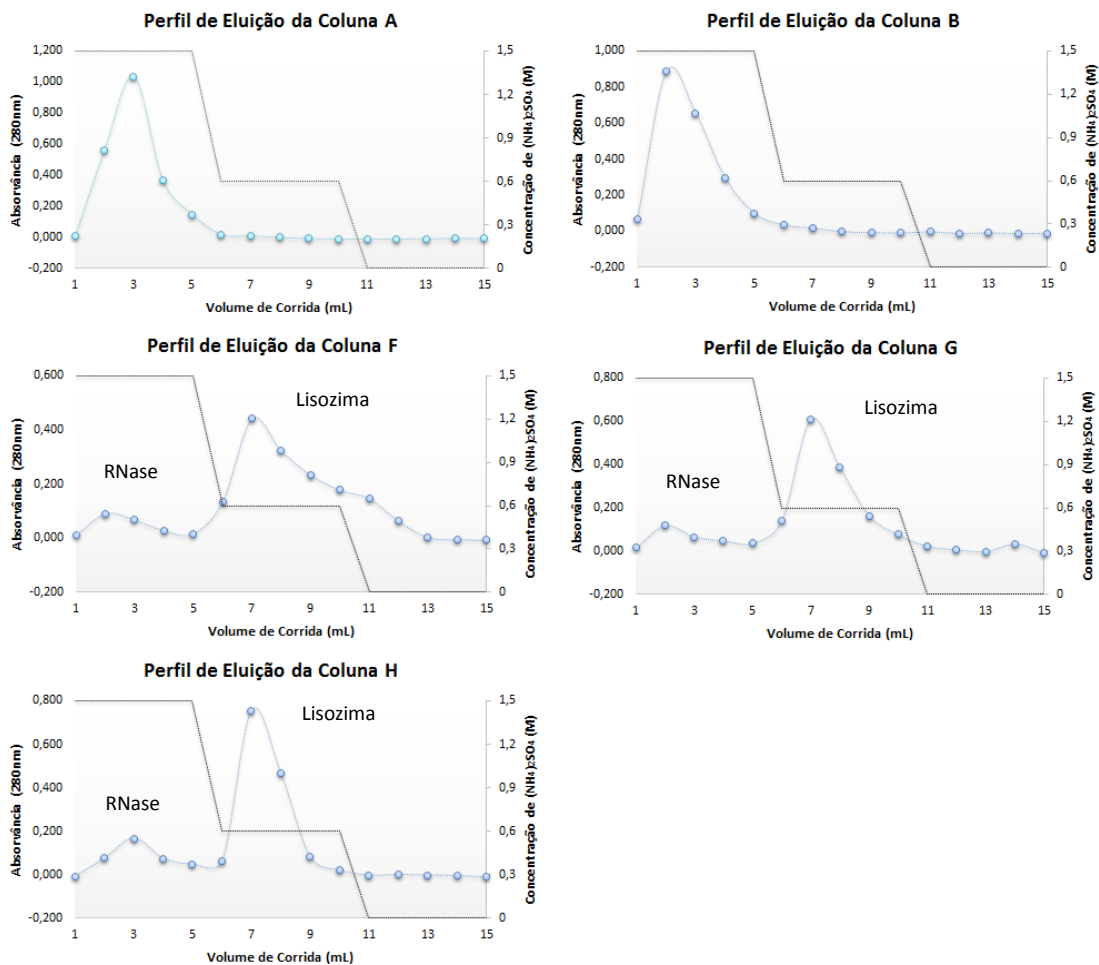 Perfil de Eluição da Coluna A
Absorvância (280nm)
1,200
1,000
0,800
0,600
0,400
0,200
0,000
-0,200
1 3 5 7 9 11 13 15
Volume de Corrida (mL)
1,5
1,2
0,9
0,6
0,3
0
Concentração de (NH4)2SO4 (M)
Perfil de Eluição da Coluna B
Absorvância (280nm)
1,000
0,800
0,600
0,400
0,200
0,000
-0,200
1 3 5 7 9 11 13 15
Volume de Corrida (mL)
1,5
1,2
0,9
0,6
0,3
0
Concentração de (NH4)2SO4 (M)
Perfil de Eluição da Coluna F
Absorvância (280nm)
0,600
0,400
0,200
0,000
-0,200
RNase
Lisozima
1 3 5 7 9 11 13 15
Volume de Corrida (mL)
1,5
1,2
0,9
0,6
0,3
0
Concentração de (NH4)2SO4 (M)
Perfil de Eluição da Coluna G
Absorvância (280nm)
0,800
0,600
0,400
0,200
0,000
-0,200
RNase
Lisozima
1 3 5 7 9 11 13 15
Volume de Corrida (mL)
1,5
1,2
0,9
0,6
0,3
0
Concentração de (NH4)2SO4 (M)
Perfil de Eluição da Coluna H
Absorvância (280nm)
0,800
0,600
0,400
0,200
0,000
-0,200
RNase
Lisozima
1 3 5 7 9 11 13 15
Volume de Corrida (mL)
1,5
1,2
0,9
0,6
0,3
0
Concentração de (NH4)2SO4 (M)